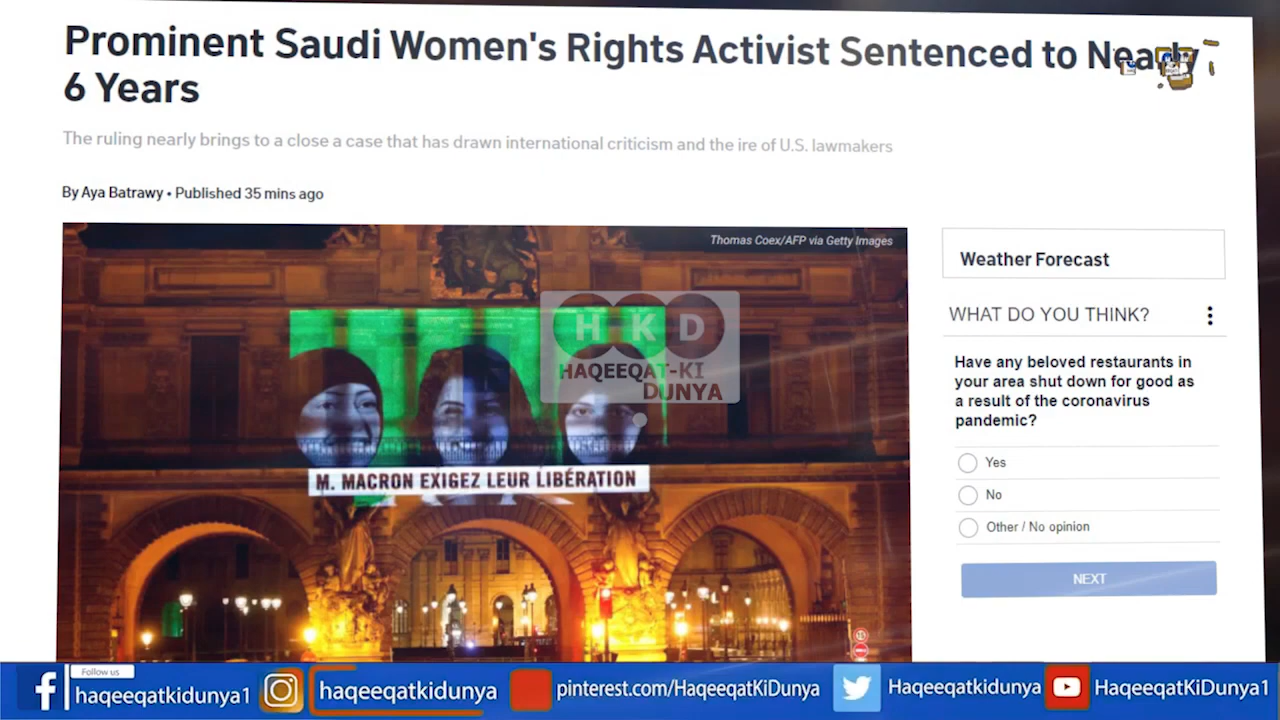 Prominent Saudi Women's Rights Activist Sentenced to Nearly
6 Years
The ruling nearly brings to a close a case that has drawn international criticism and the ire of U.S. lawmakers
By Aya Batrawy • Published 35 mins ago
Thomas Coex/AFP via Getty Images
H K D
HAQEEQAT-KI
DUNYA
M. MACRON EXIGEZ LEUR LIBÉRATION
Weather Forecast
WHAT DO YOU THINK?
Have any beloved restaurants in
your area shut down for good as
a result of the coronavirus
pandemic?
Yes
No
Other / No opinion
NEXT
Follow us
haqeeqatkidunya1
haqeeqatkidunya
pinterest.com/HaqeeqatKiDunya
Haqeeqatkidunya
HaqeeqatKiDunya1